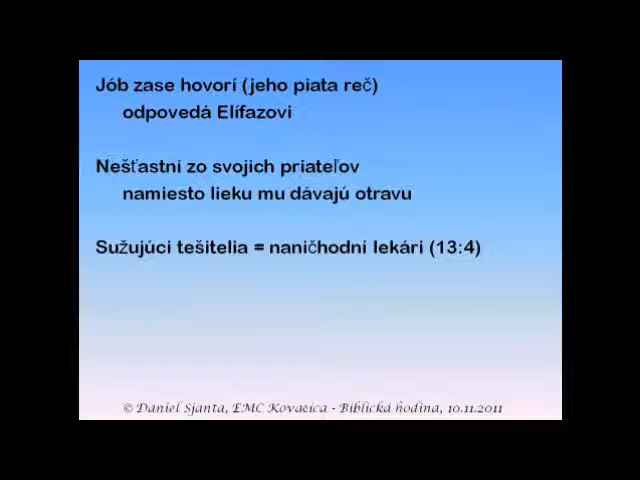 Jób zase hovorí (jeho piata reč)
odpovedá Elífazovi
Nešťastní zo svojich priateľov
namiesto lieku mu dávajú otravu
Sužujúci tešitelia = naničhodní lekári (13:4)
© Daniel Sjanta, EMC Kovačica - Biblická hodina, 10.11.2011